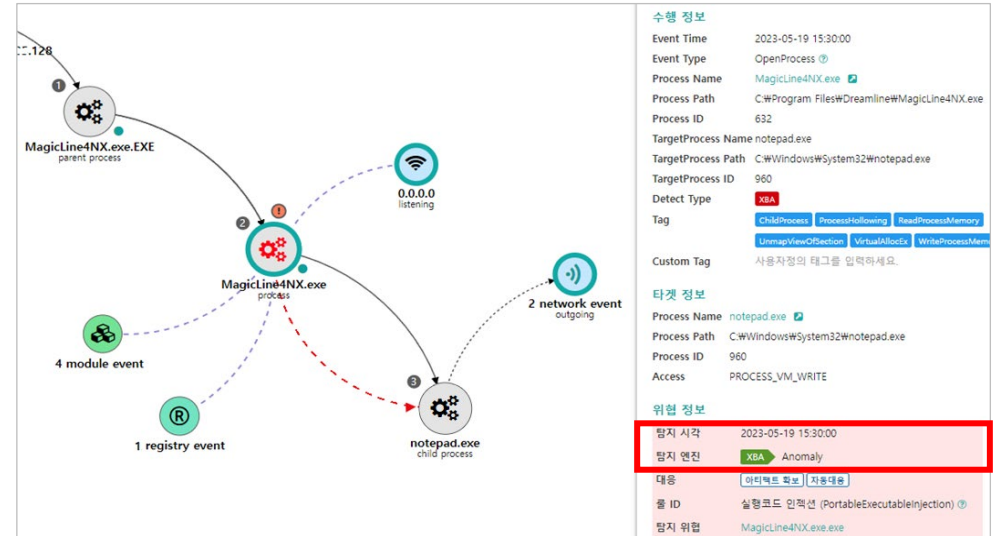 .128
1
MagicLine4NX.exe.EXE
parent process
0.0.0.0
listening
2
MagicLine4NX.exe
process
2 network event
outgoing
4 module event
3
1 registry event
notepad.exe
child process
수행 정보
Event Time 2023-05-19 15:30:00
Event Type OpenProcess
Process Name MagicLine4NX.exe
Process Path C:₩Program Files₩Dreamline₩MagicLine4NX.exe
Process ID 632
TargetProcess Name notepad.exe
TargetProcess Path C:₩Windows₩System32₩notepad.exe
TargetProcess ID 960
Detect Type XBA
Tag ChildProcess ProcessHollowing ReadProcessMemory
UnmapViewOfSection VirtualAllocEx WriteProcessMem
Custom Tag 사용자정의 태그를 입력하세요.
타겟 정보
Process Name notepad.exe
Process Path C:₩Windows₩System32₩notepad.exe
Process ID 960
Access PROCESS_VM_WRITE
위협 정보
탐지 시각 2023-05-19 15:30:00
탐지 엔진 XBA Anomaly
대응 아티팩트 확보 자동대응
룰 ID 실행코드 인젝션 (PortableExecutableInjection)
탐지 위협 MagicLine4NX.exe.exe